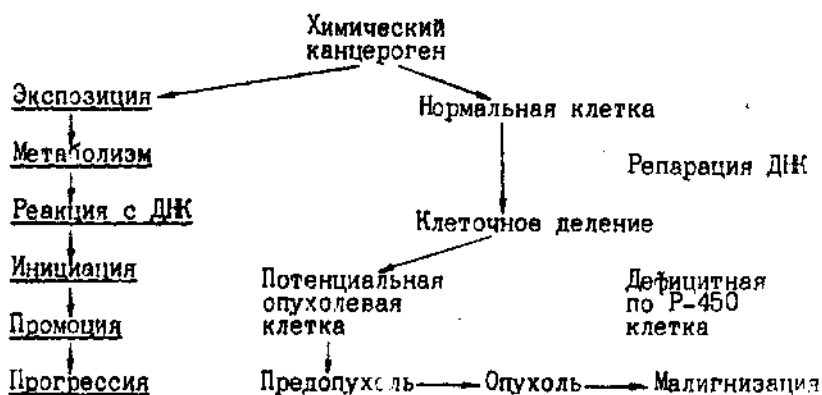 Химический
канцероген
Экспозиция
Нормальная клетка
Метаболизм
Репарация ДНК
Реакция с ДНК
Клеточное деление
Инициация
Потенциальная
опухолевая
клетка
Дефицитная
по Р-450
клетка
Промоция
Прогрессия
Предопухоль
Опухоль
Малигнизация